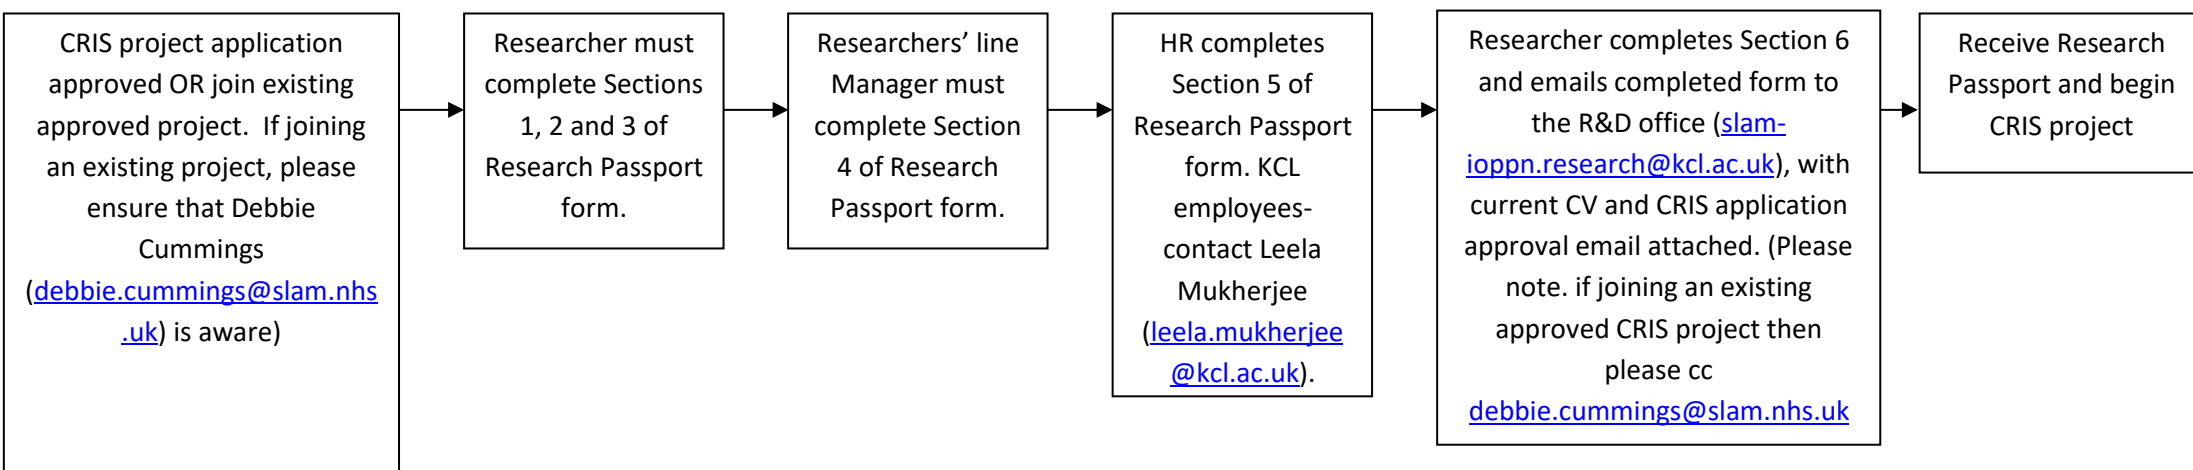 CRIS project application
approved OR join existing
approved project.  If joining
an existing project, please
ensure that Debbie
Cummings
(debbie.cummings@slam.nhs
.uk) is aware)
Researcher must
complete Sections
1, 2 and 3 of
Research Passport
form.
Researchers’ line
Manager must
complete Section
4 of Research
Passport form.
HR completes
Section 5 of
Research Passport
form. KCL
employees-
contact Leela
Mukherjee
(leela.mukherjee
@kcl.ac.uk).
Researcher completes Section 6
and emails completed form to
the R&D office (slam-
ioppn.research@kcl.ac.uk), with
current CV and CRIS application
approval email attached. (Please
note. if joining an existing
approved CRIS project then
please cc
debbie.cummings@slam.nhs.uk
Receive Research
Passport and begin
CRIS project